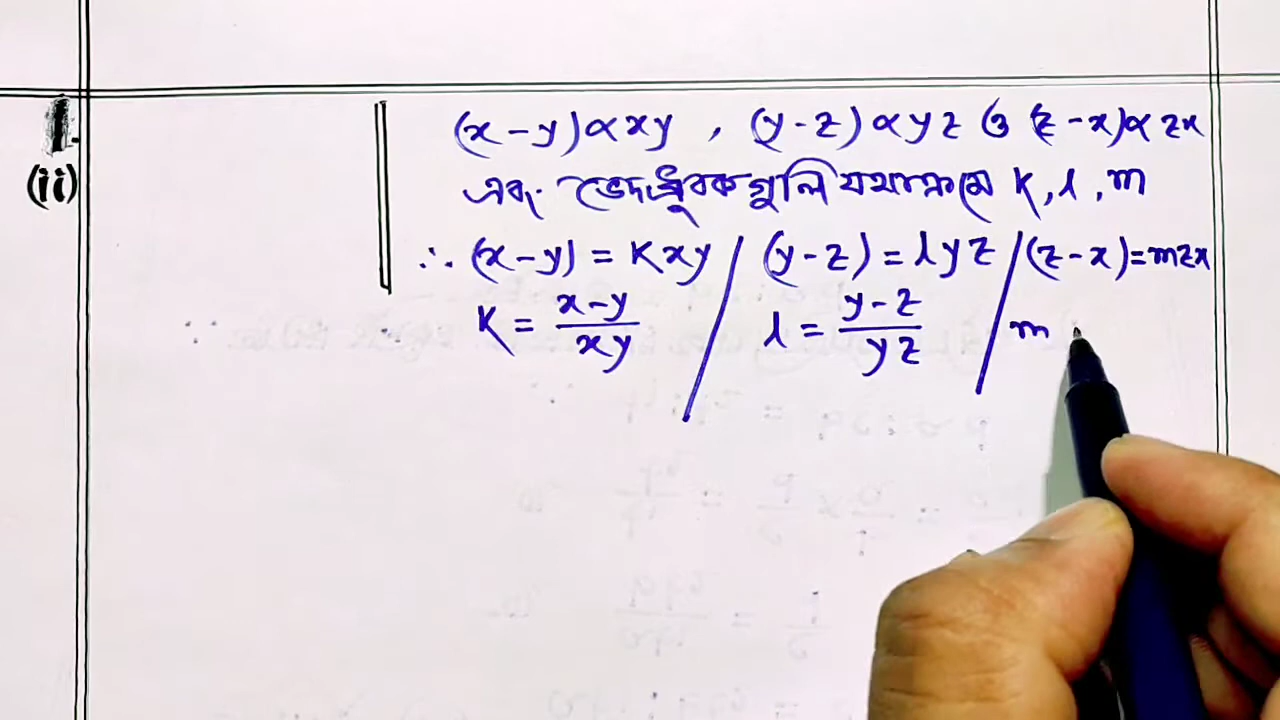 1.
(ii)
(x-y)∝xy , (y-z)∝yz ও (z-x)∝zx
এবং ভেদধ্রুবকগুলি যথাক্রমে K, l, m
∴ (x-y) = Kxy / (y-z) = lyz / (z-x)=mzx
K = x-y/xy / l = y-z/yz / m